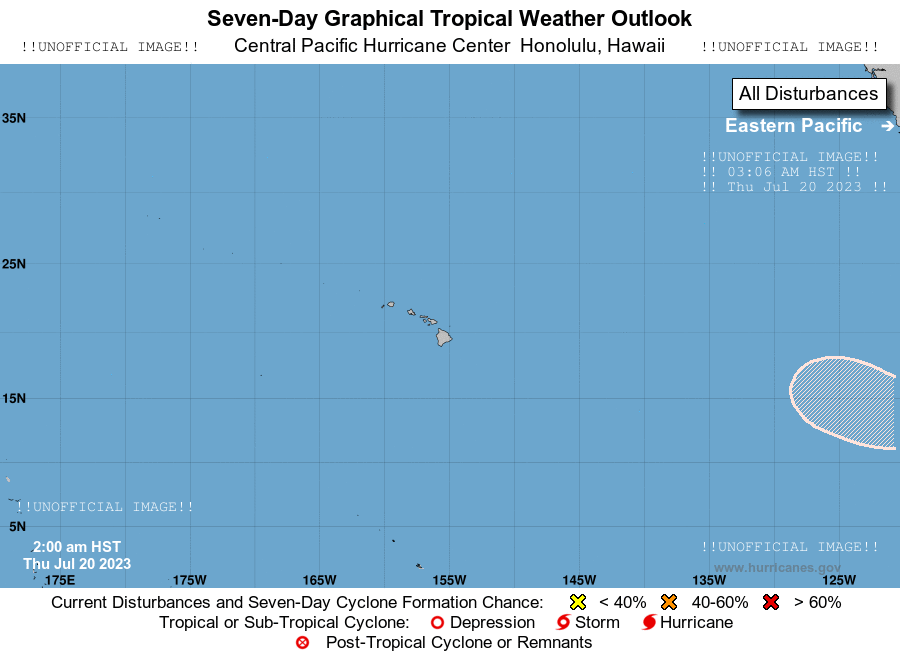 Seven-Day Graphical Tropical Weather Outlook
!!UNOFFICIAL IMAGE!! Central Pacific Hurricane Center Honolulu, Hawaii !!UNOFFICIAL IMAGE!!
All Disturbances
35N
Eastern Pacific
!!UNOFFICIAL IMAGE!!
!! 03:06 AM HST !!
!! Thu Jul 20 2023 !!
25N
15N
!!UNOFFICIAL IMAGE!!
5N
2:00 am HST
!!UNOFFICIAL IMAGE!!
Thu Jul 20 2023
www.hurricanes.gov
175E 175W 165W 155W 145W 135W 125W
Current Disturbances and Seven-Day Cyclone Formation Chance: < 40% 40-60% > 60%
Tropical or Sub-Tropical Cyclone: Depression Storm Hurricane
Post-Tropical Cyclone or Remnants